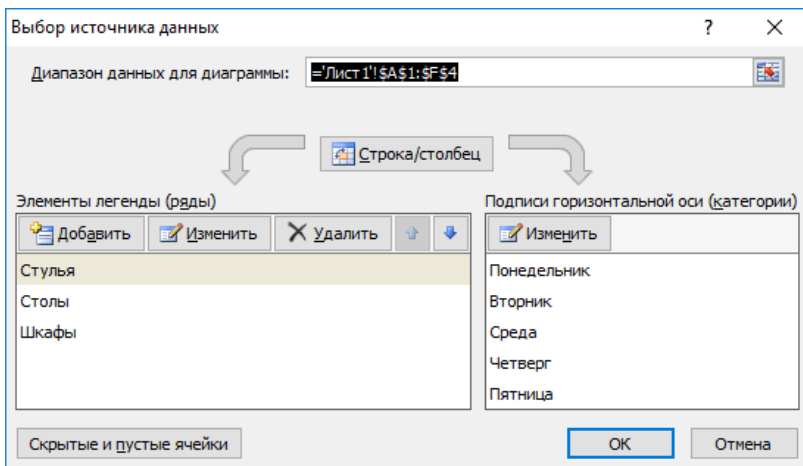 Выбор источника данных ?
Диапазон данных для диаграммы: ='Лист1'!$A$1:$F$4
Строка/столбец
Элементы легенды (ряды) Подписи горизонтальной оси (категории)
Добавить Изменить Удалить Изменить
Стулья Понедельник
Столы Вторник
Шкафы Среда
Четверг
Пятница
Скрытые и пустые ячейки OK Отмена